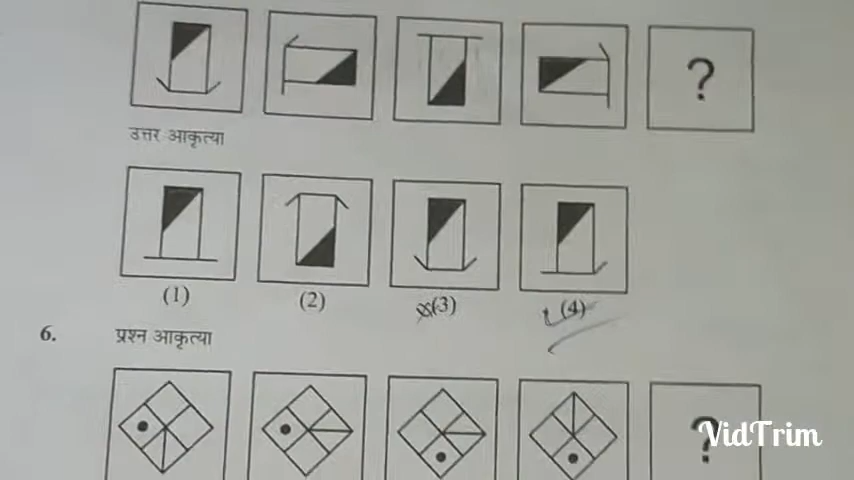 ?
उत्तर आकृत्या
(1) (2) (3) (4)
6. प्रश्न आकृत्या
?
VidTrim